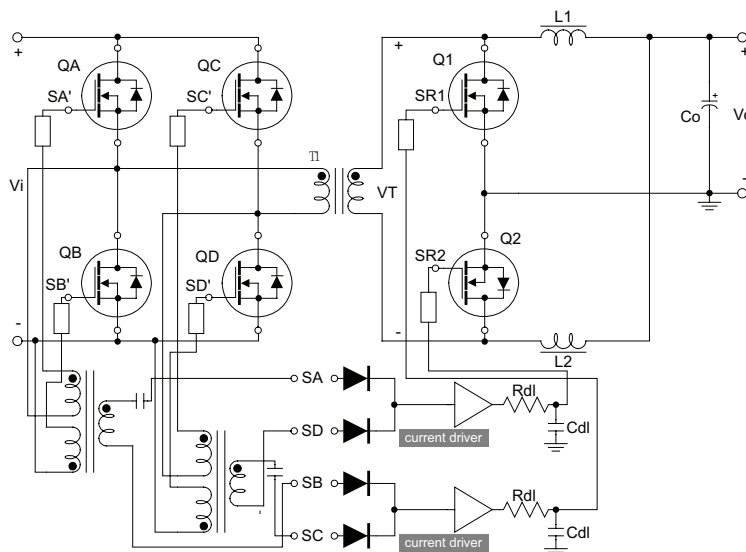 L1
+
QA
QC
+
Q1
+
+
SA'
SC'
SR1
Co
+
Vo
T1
Vi
VT
-
QB
QD
Q2
SB'
SD'
SR2
-
-
L2
SA
Rdl
SD
current driver
Cdl
SB
Rdl
SC
current driver
Cdl